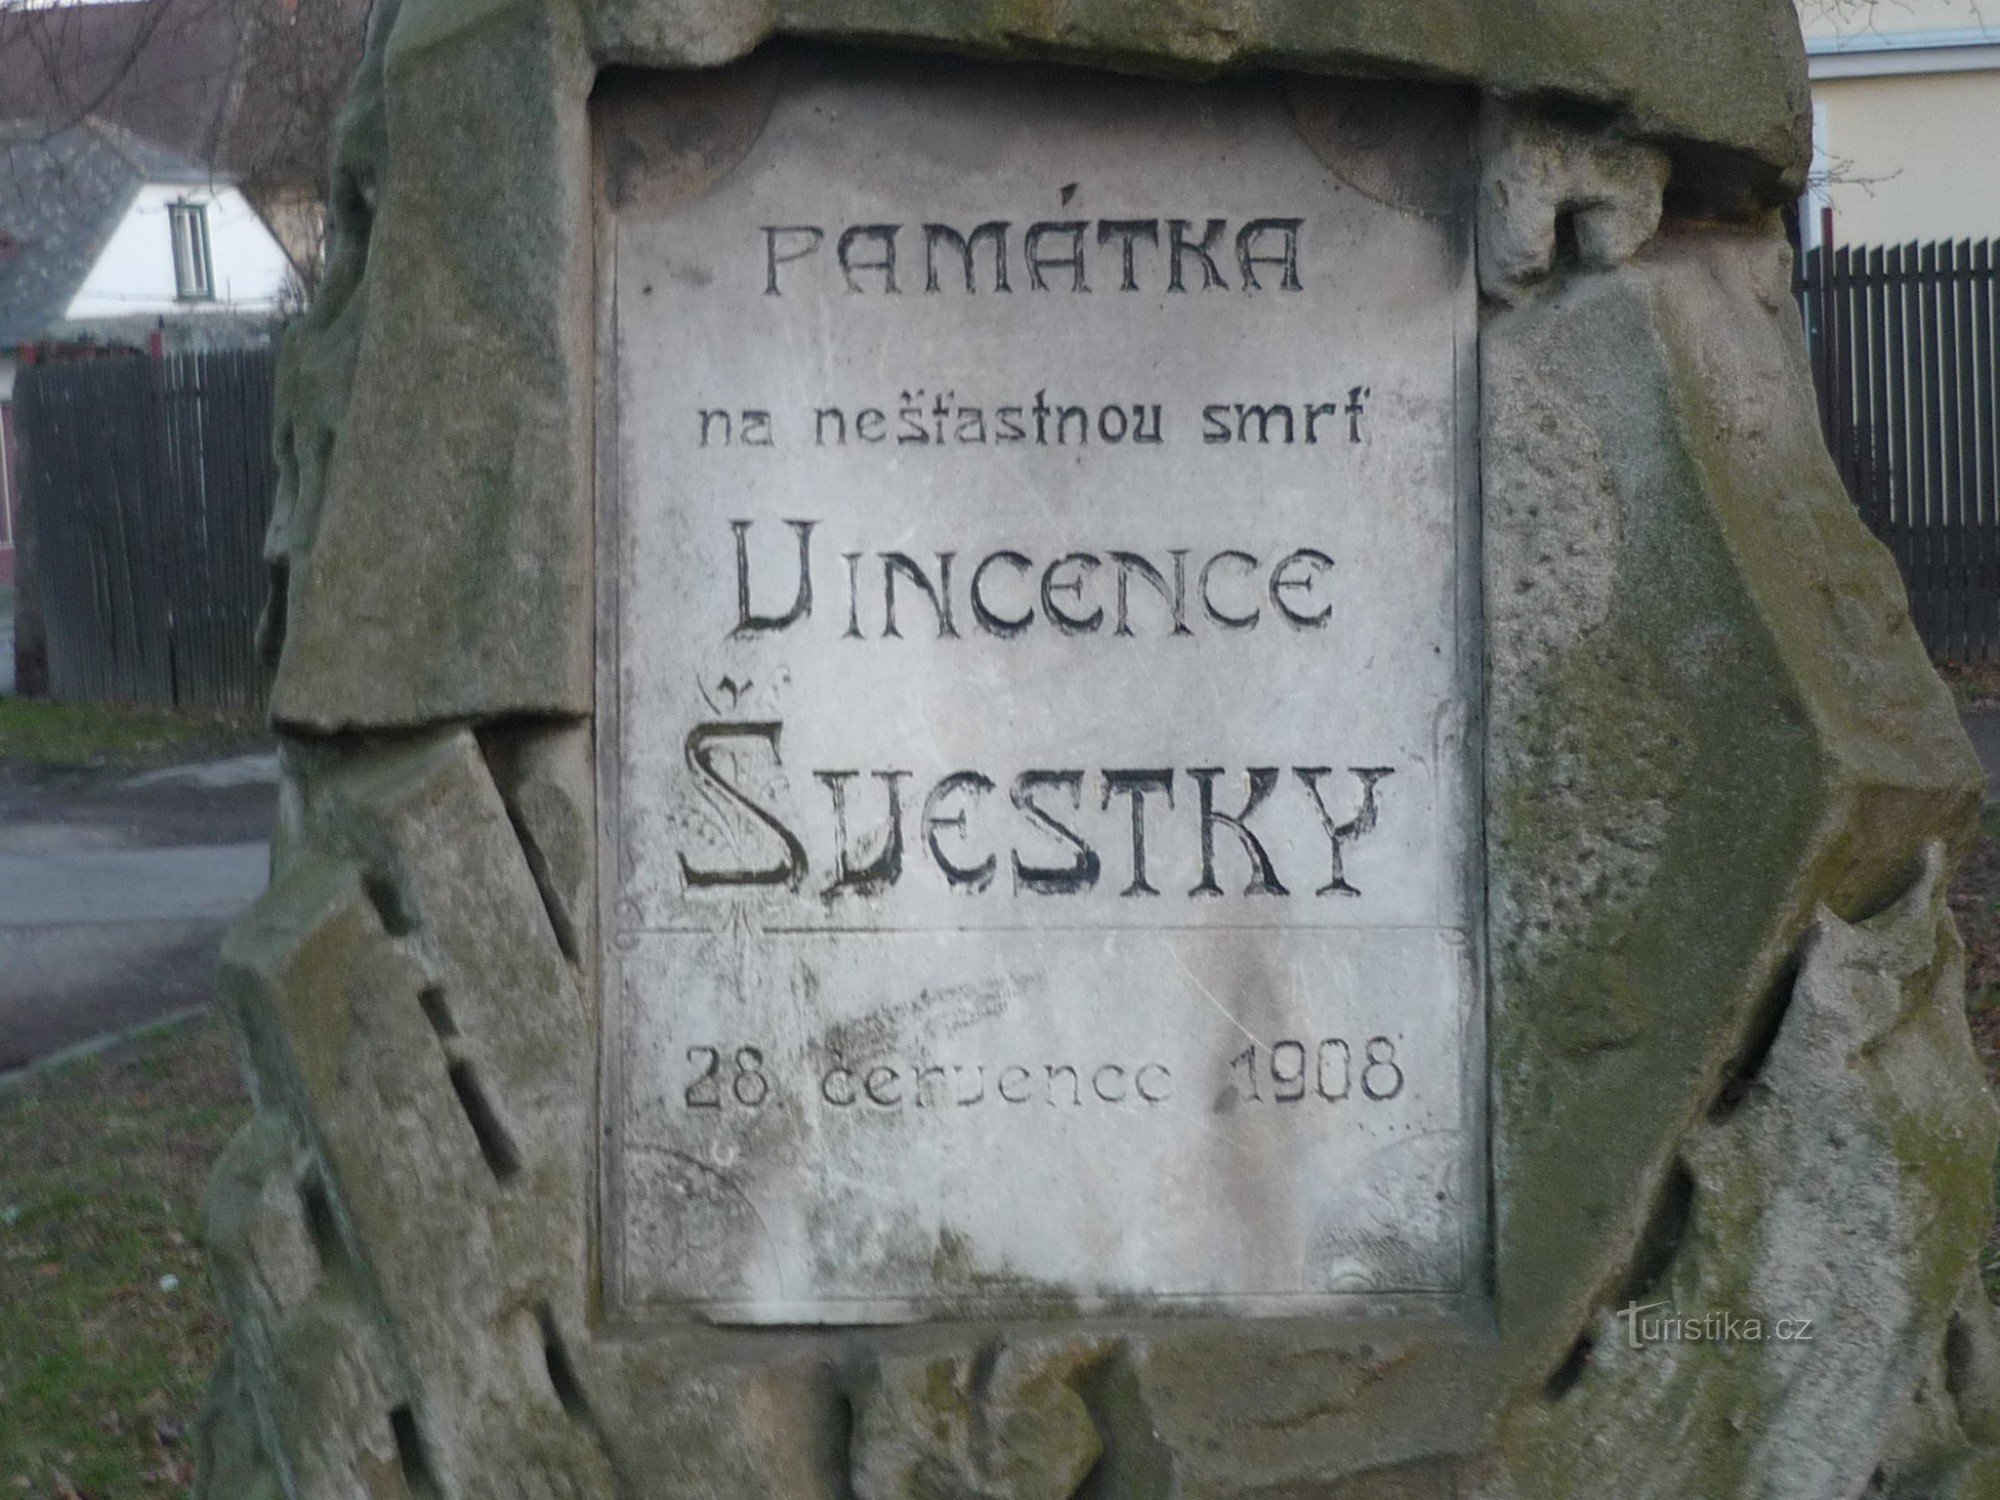 PAMÁTKA
na nešťastnou smrť
VINCENCE
ŠVESTKY
28. července 1908.
Turistika.cz